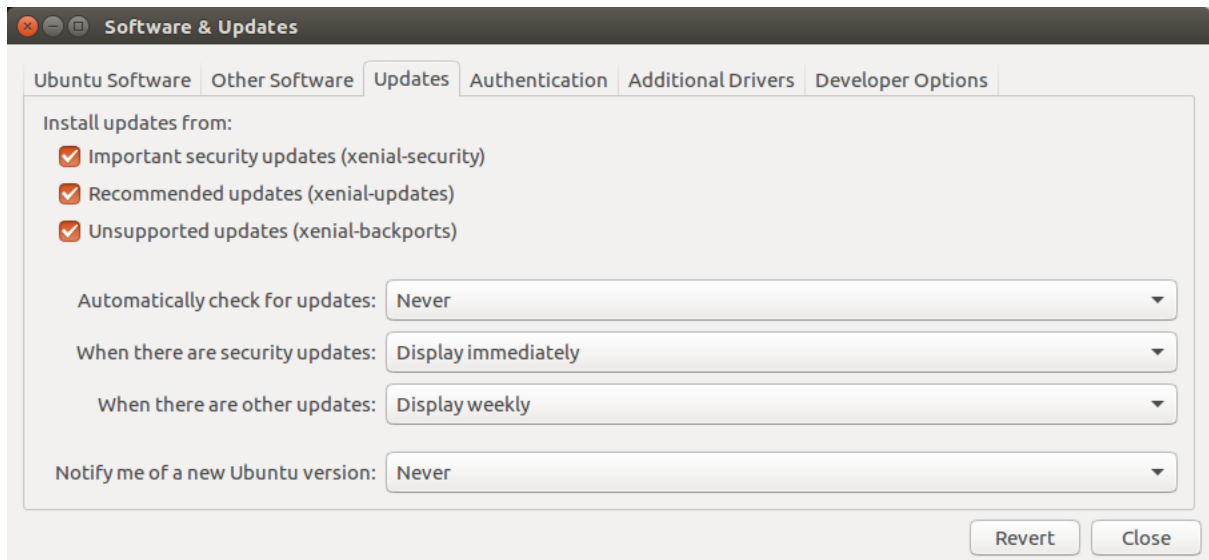 Software & Updates
Ubuntu Software Other Software Updates Authentication Additional Drivers Developer Options
Install updates from:
Important security updates (xenial-security)
Recommended updates (xenial-updates)
Unsupported updates (xenial-backports)
Automatically check for updates: Never
When there are security updates: Display immediately
When there are other updates: Display weekly
Notify me of a new Ubuntu version: Never
Revert Close